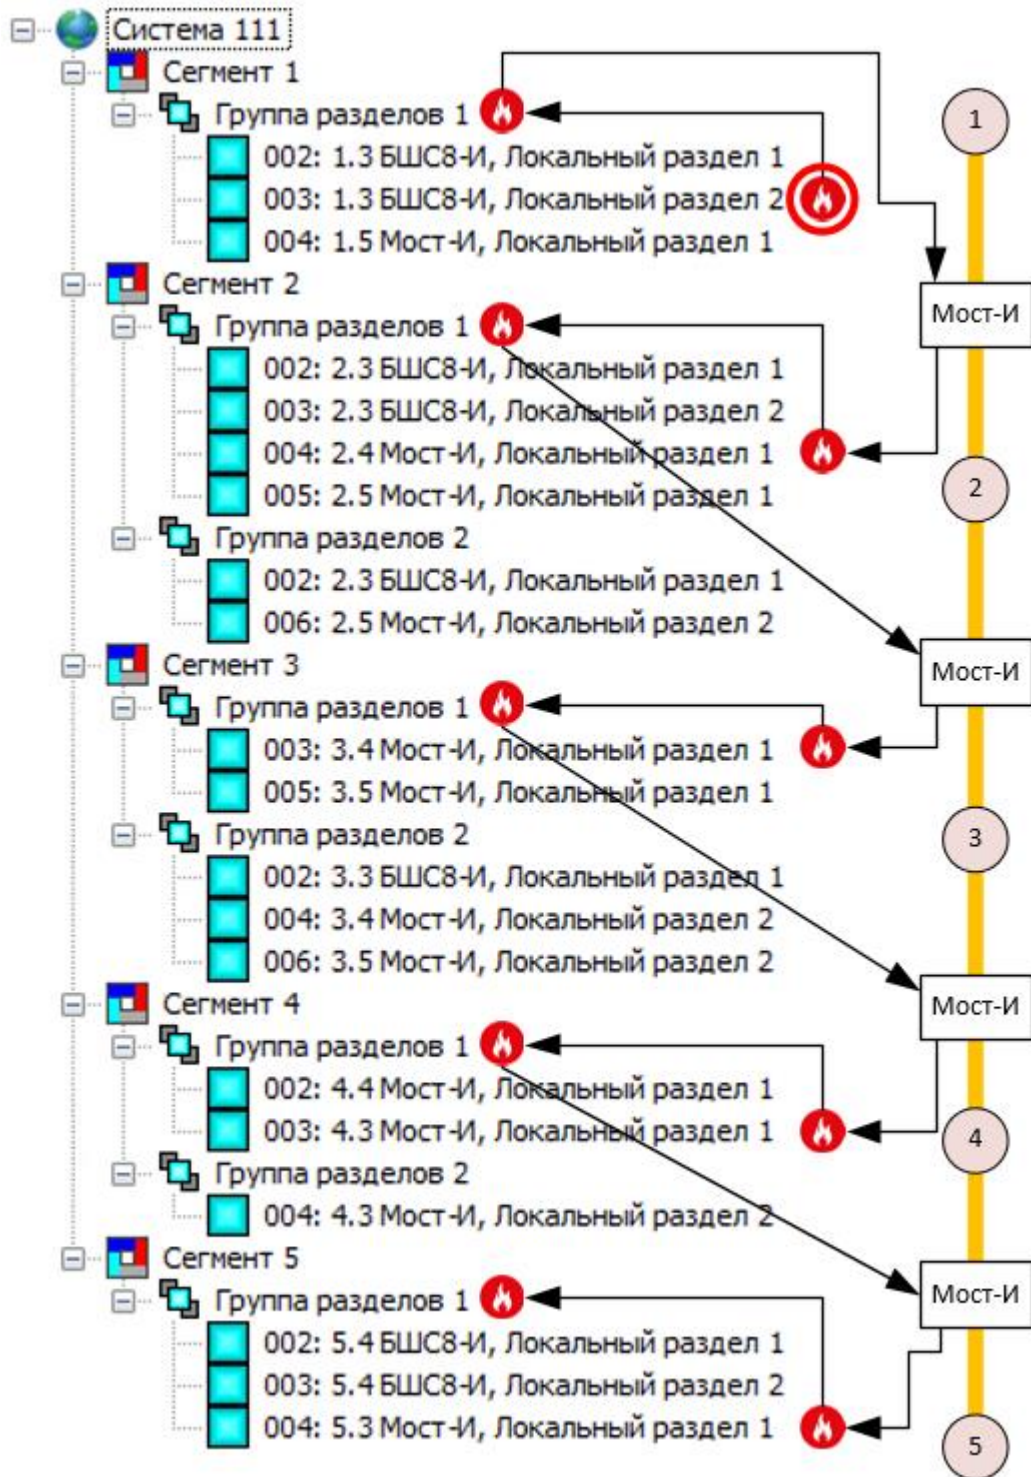 Система 111
Сегмент 1
Группа разделов 1
002: 1.3 БШС8-И, Локальный раздел 1
003: 1.3 БШС8-И, Локальный раздел 2
004: 1.5 Мост-И, Локальный раздел 1
Сегмент 2
Группа разделов 1
002: 2.3 БШС8-И, Локальный раздел 1
003: 2.3 БШС8-И, Локальный раздел 2
004: 2.4 Мост-И, Локальный раздел 1
005: 2.5 Мост-И, Локальный раздел 1
Группа разделов 2
002: 2.3 БШС8-И, Локальный раздел 1
006: 2.5 Мост-И, Локальный раздел 2
Сегмент 3
Группа разделов 1
003: 3.4 Мост-И, Локальный раздел 1
005: 3.5 Мост-И, Локальный раздел 1
Группа разделов 2
002: 3.3 БШС8-И, Локальный раздел 1
004: 3.4 Мост-И, Локальный раздел 2
006: 3.5 Мост-И, Локальный раздел 2
Сегмент 4
Группа разделов 1
002: 4.4 Мост-И, Локальный раздел 1
003: 4.3 Мост-И, Локальный раздел 1
Группа разделов 2
004: 4.3 Мост-И, Локальный раздел 2
Сегмент 5
Группа разделов 1
002: 5.4 БШС8-И, Локальный раздел 1
003: 5.4 БШС8-И, Локальный раздел 2
004: 5.3 Мост-И, Локальный раздел 1
1
Мост-И
2
Мост-И
3
Мост-И
4
Мост-И
5